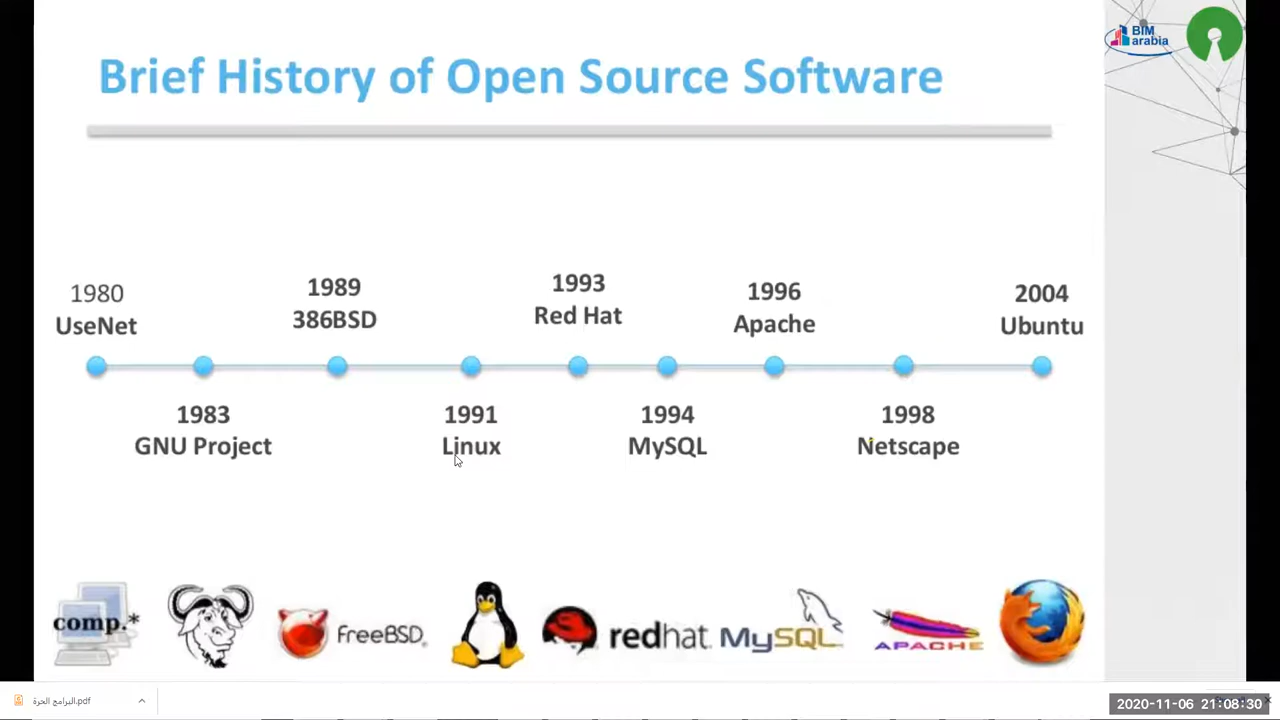 BIM
arabia
Brief History of Open Source Software
1980
UseNet
1989
386BSD
1993
Red Hat
1996
Apache
2004
Ubuntu
1983
GNU Project
1991
Linux
1994
MySQL
1998
Netscape
comp.*
FreeBSD
redhat.
MySQL
APACHE
البرامج الحرة.pdf
2020-11-06 21:08:30